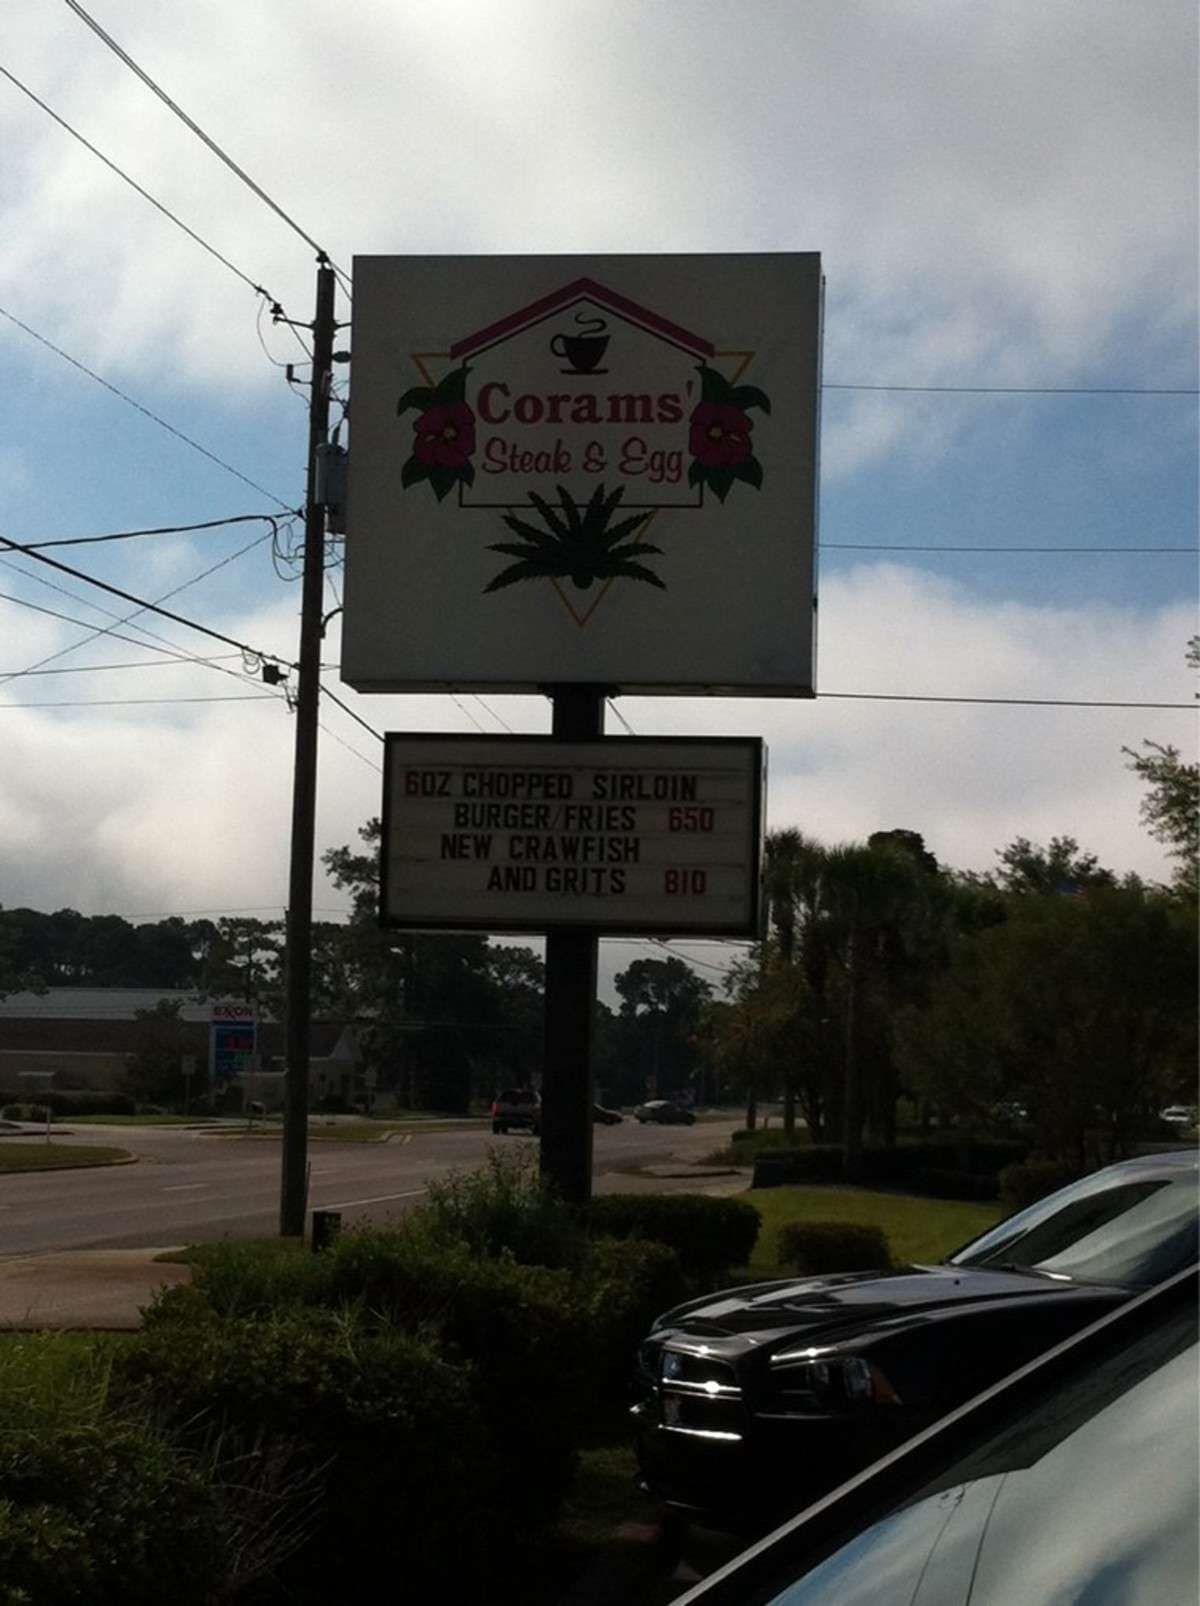 Corams'
Steak & Egg
6OZ CHOPPED SIRLOIN
BURGER/FRIES 650
NEW CRAWFISH
AND GRITS 810
EXXON